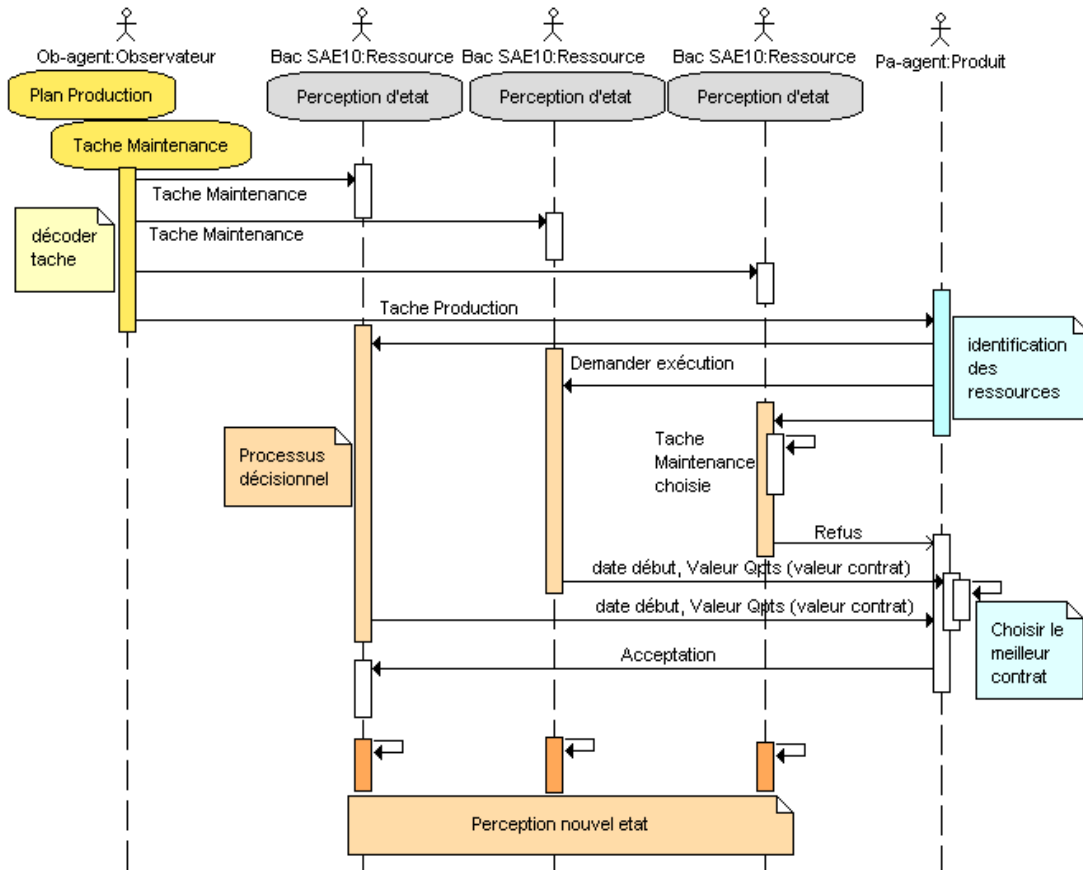 Ob-agent:Observateur
Bac SAE10:Ressource
Bac SAE10:Ressource
Bac SAE10:Ressource
Pa-agent:Produit
Plan Production
Perception d'etat
Perception d'etat
Perception d'etat
Tache Maintenance
Tache Maintenance
décoder
tache
Tache Maintenance
Tache Production
identification
des
ressources
Demander exécution
Processus
décisionnel
Tache
Maintenance
choisie
Refus
date début, Valeur Qpts (valeur contrat)
date début, Valeur Qpts (valeur contrat)
Choisir le
meilleur
contrat
Acceptation
Perception nouvel etat